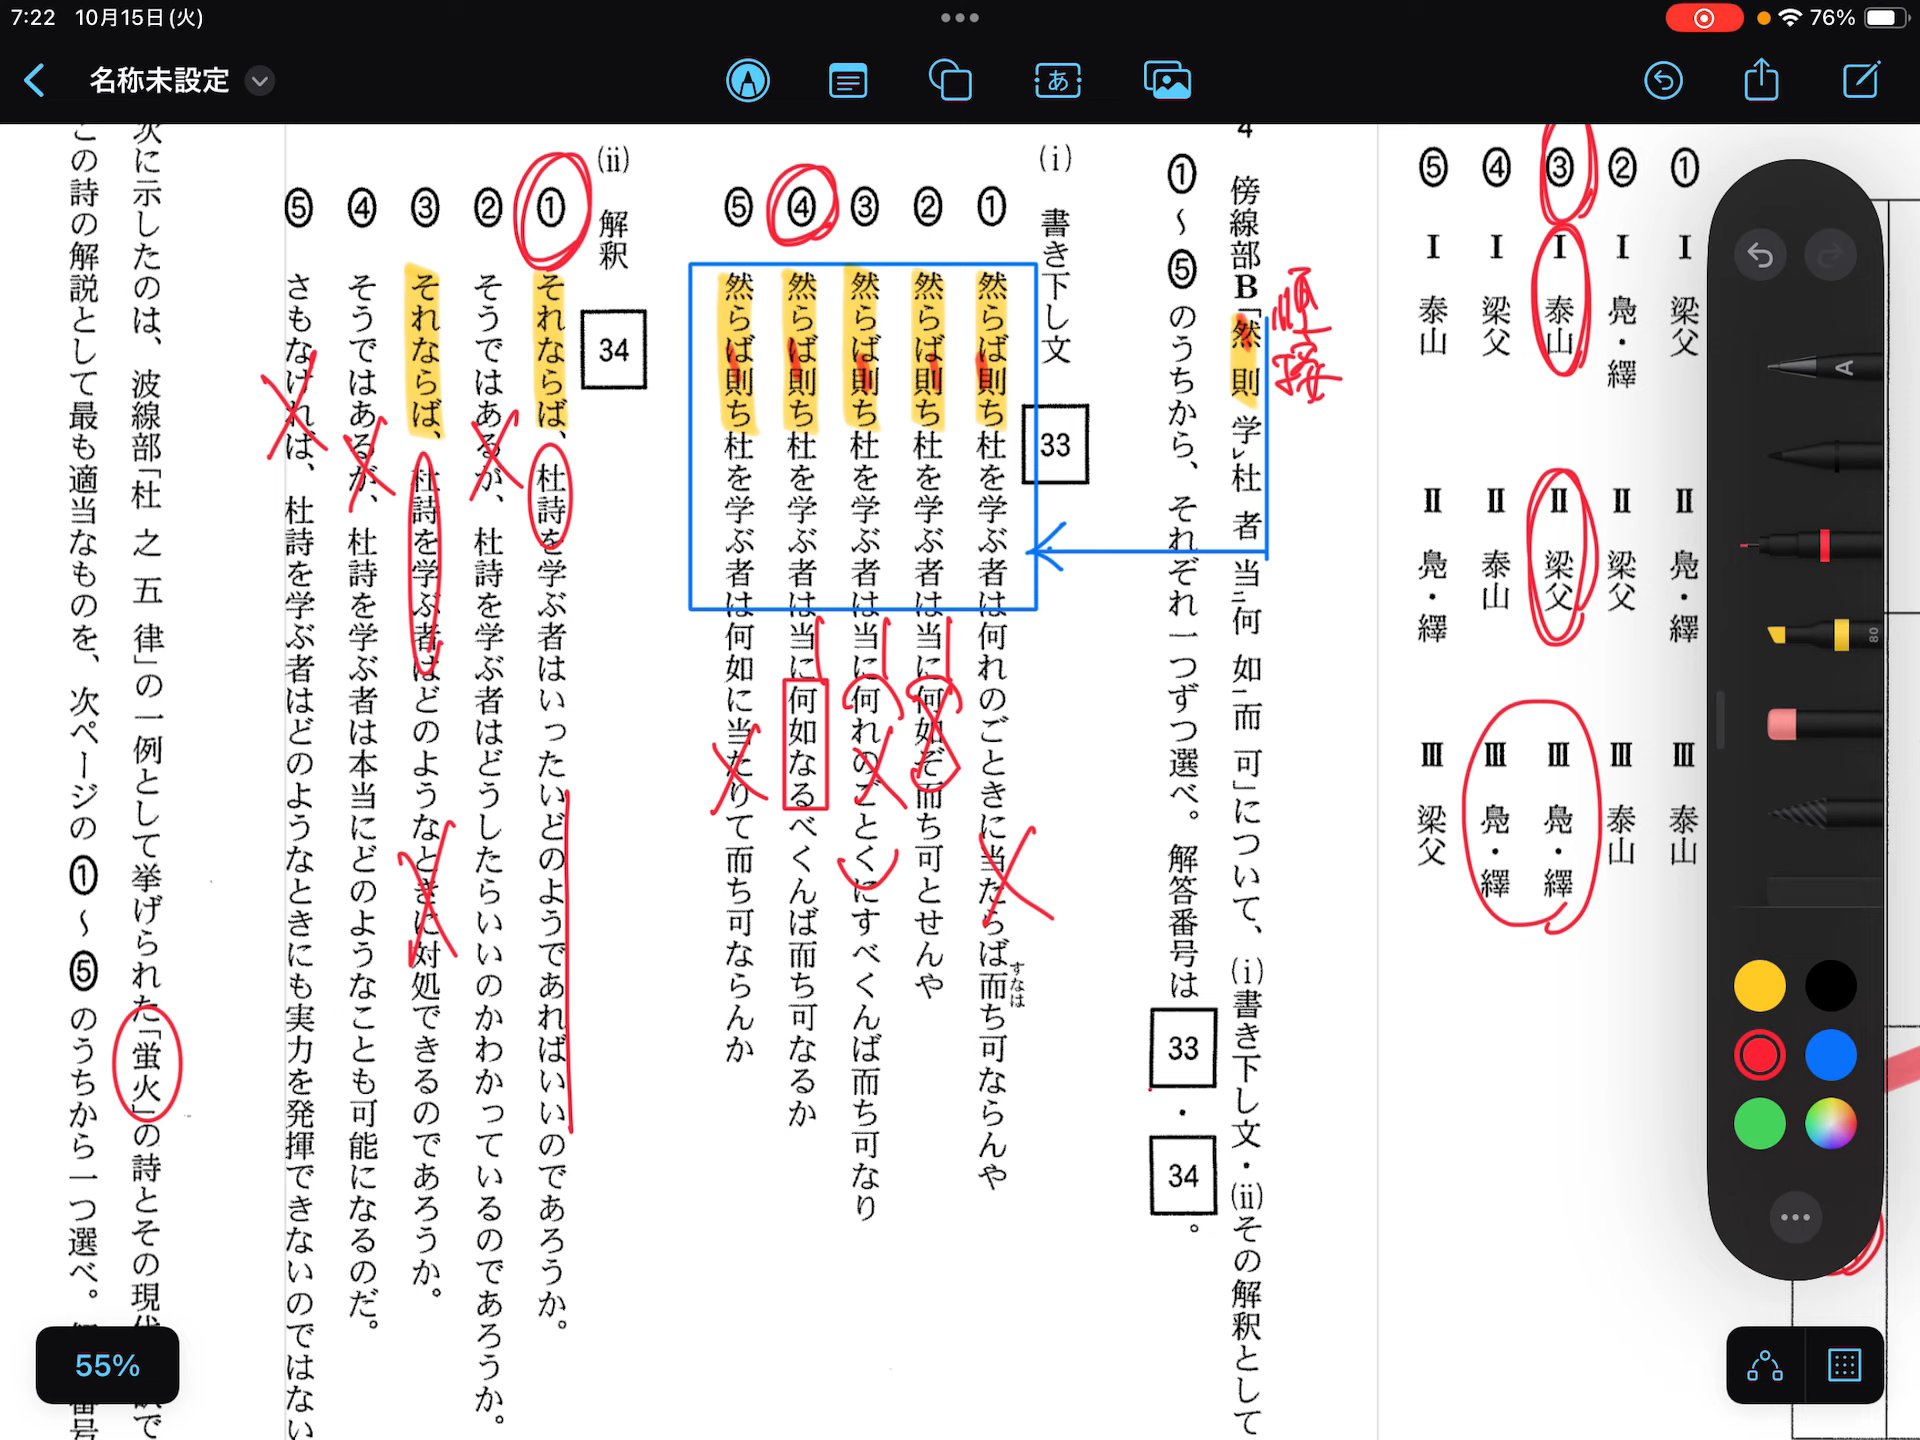 7:22 10月15日(火)
76%
名称未設定
① Ⅰ 梁父 Ⅱ 鳧・繹 Ⅲ 泰山
② Ⅰ 鳧・繹 Ⅱ 梁父 Ⅲ 泰山
③ Ⅰ 泰山 Ⅱ 梁父 Ⅲ 鳧・繹
④ Ⅰ 梁父 Ⅱ 泰山 Ⅲ 鳧・繹
⑤ Ⅰ 泰山 Ⅱ 鳧・繹 Ⅲ 梁父
順接
4 傍線部B「然 則 学レ杜 者 当ニ何 如ニ而 可」について、(ⅰ)書き下し文・(ⅱ)その解釈として
①~⑤のうちから、それぞれ一つずつ選べ。解答番号は 33 ・ 34 。
(ⅰ) 書き下し文 33
① 然らば則ち杜を学ぶ者は何れのごときに当たらば而ち可ならんや
すなは
② 然らば則ち杜を学ぶ者は当に何如ぞ而ち可とせんや
③ 然らば則ち杜を学ぶ者は当に何れのごとくにすべくんば而ち可なり
④ 然らば則ち杜を学ぶ者は当に何如なるべくんば而ち可なるか
⑤ 然らば則ち杜を学ぶ者は何如に当たりて而ち可ならんか
(ⅱ) 解釈 34
① それならば、杜詩を学ぶ者はいったいどのようであればいいのであろうか。
② そうではあるが、杜詩を学ぶ者はどうしたらいいのかわかっているのであろうか。
③ それならば、杜詩を学ぶ者はどのようなときに対処できるのであろうか。
④ そうではあるが、杜詩を学ぶ者は本当にどのようなことも可能になるのだ。
⑤ さもなければ、杜詩を学ぶ者はどのようなときにも実力を発揮できないのではない
次に示したのは、波線部「杜 之 五 律」の一例として挙げられた「蛍火」の詩とその現代
この詩の解説として最も適当なものを、次ページの①~⑤のうちから一つ選べ。
55%
A
80
あ